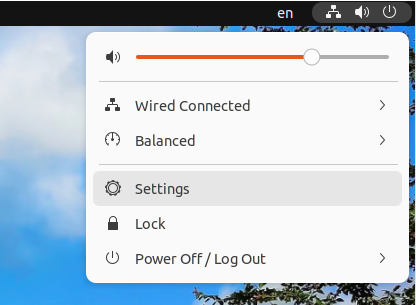 en
Wired Connected
Balanced
Settings
Lock
Power Off / Log Out